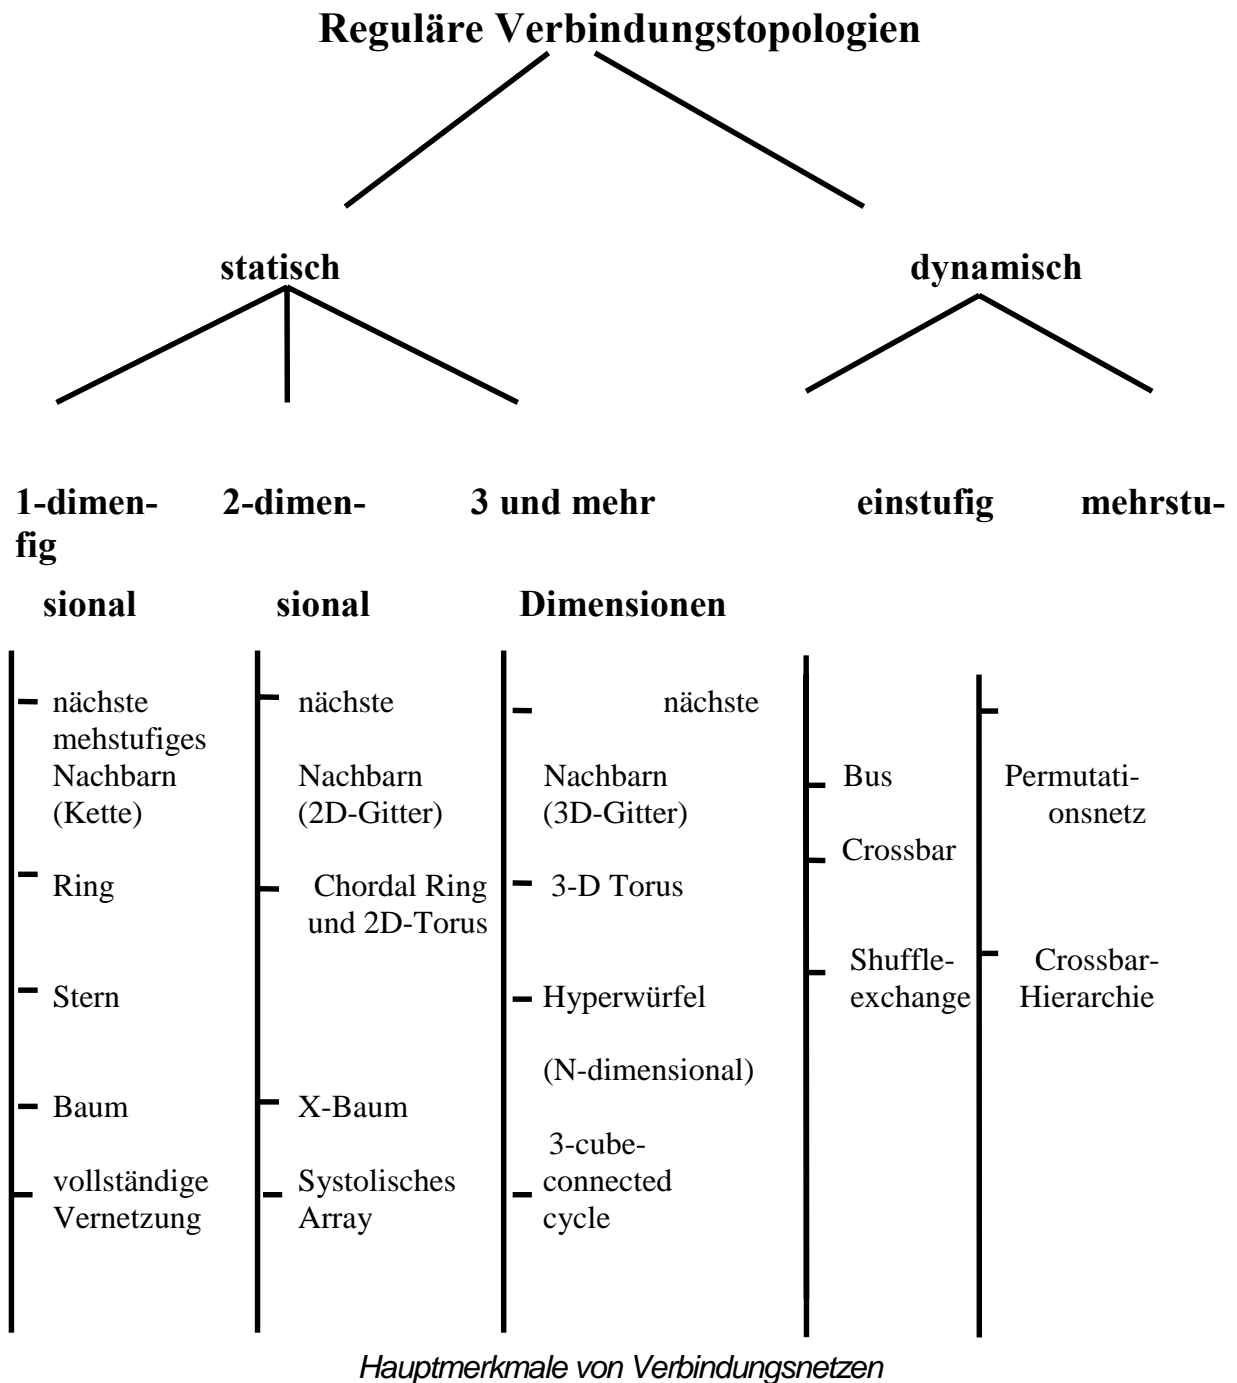 Reguläre Verbindungstopologien
statisch dynamisch
1-dimen- 2-dimen- 3 und mehr einstufig mehrstu-
fig
sional sional Dimensionen
nächste nächste nächste
mehstufiges
Nachbarn Nachbarn Nachbarn Bus Permutati-
(Kette) (2D-Gitter) (3D-Gitter) onsnetz
Crossbar
Ring Chordal Ring 3-D Torus
und 2D-Torus
Shuffle- Crossbar-
Stern Hyperwürfel exchange Hierarchie
(N-dimensional)
Baum X-Baum
3-cube-
vollständige Systolisches connected
Vernetzung Array cycle
Hauptmerkmale von Verbindungsnetzen